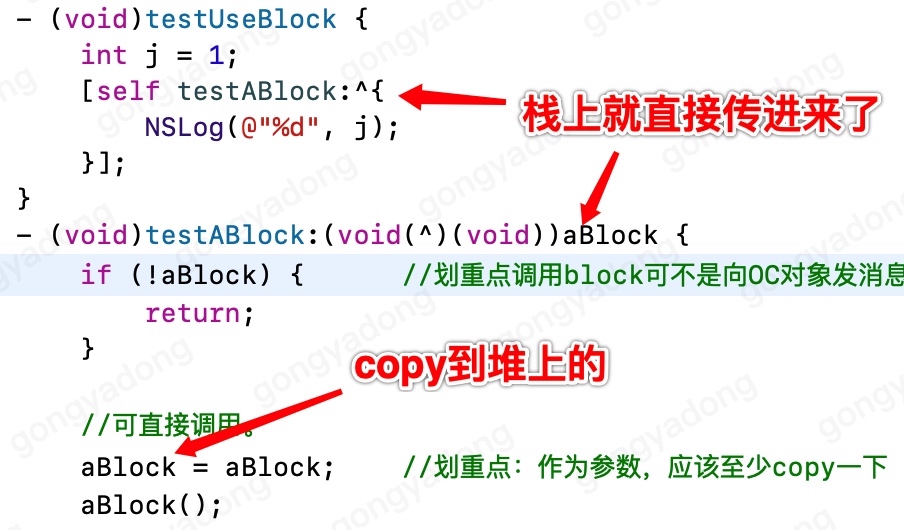 - (void)testUseBlock {
int j = 1;
[self testABlock:^{
NSLog(@"%d", j);
}];
}
栈上就直接传进来了
- (void)testABlock:(void(^)(void))aBlock {
if (!aBlock) { //划重点调用block可不是向OC对象发消息
return;
}
copy到堆上的
//可直接调用。
aBlock = aBlock; //划重点：作为参数，应该至少copy一下
aBlock();
gongyadong